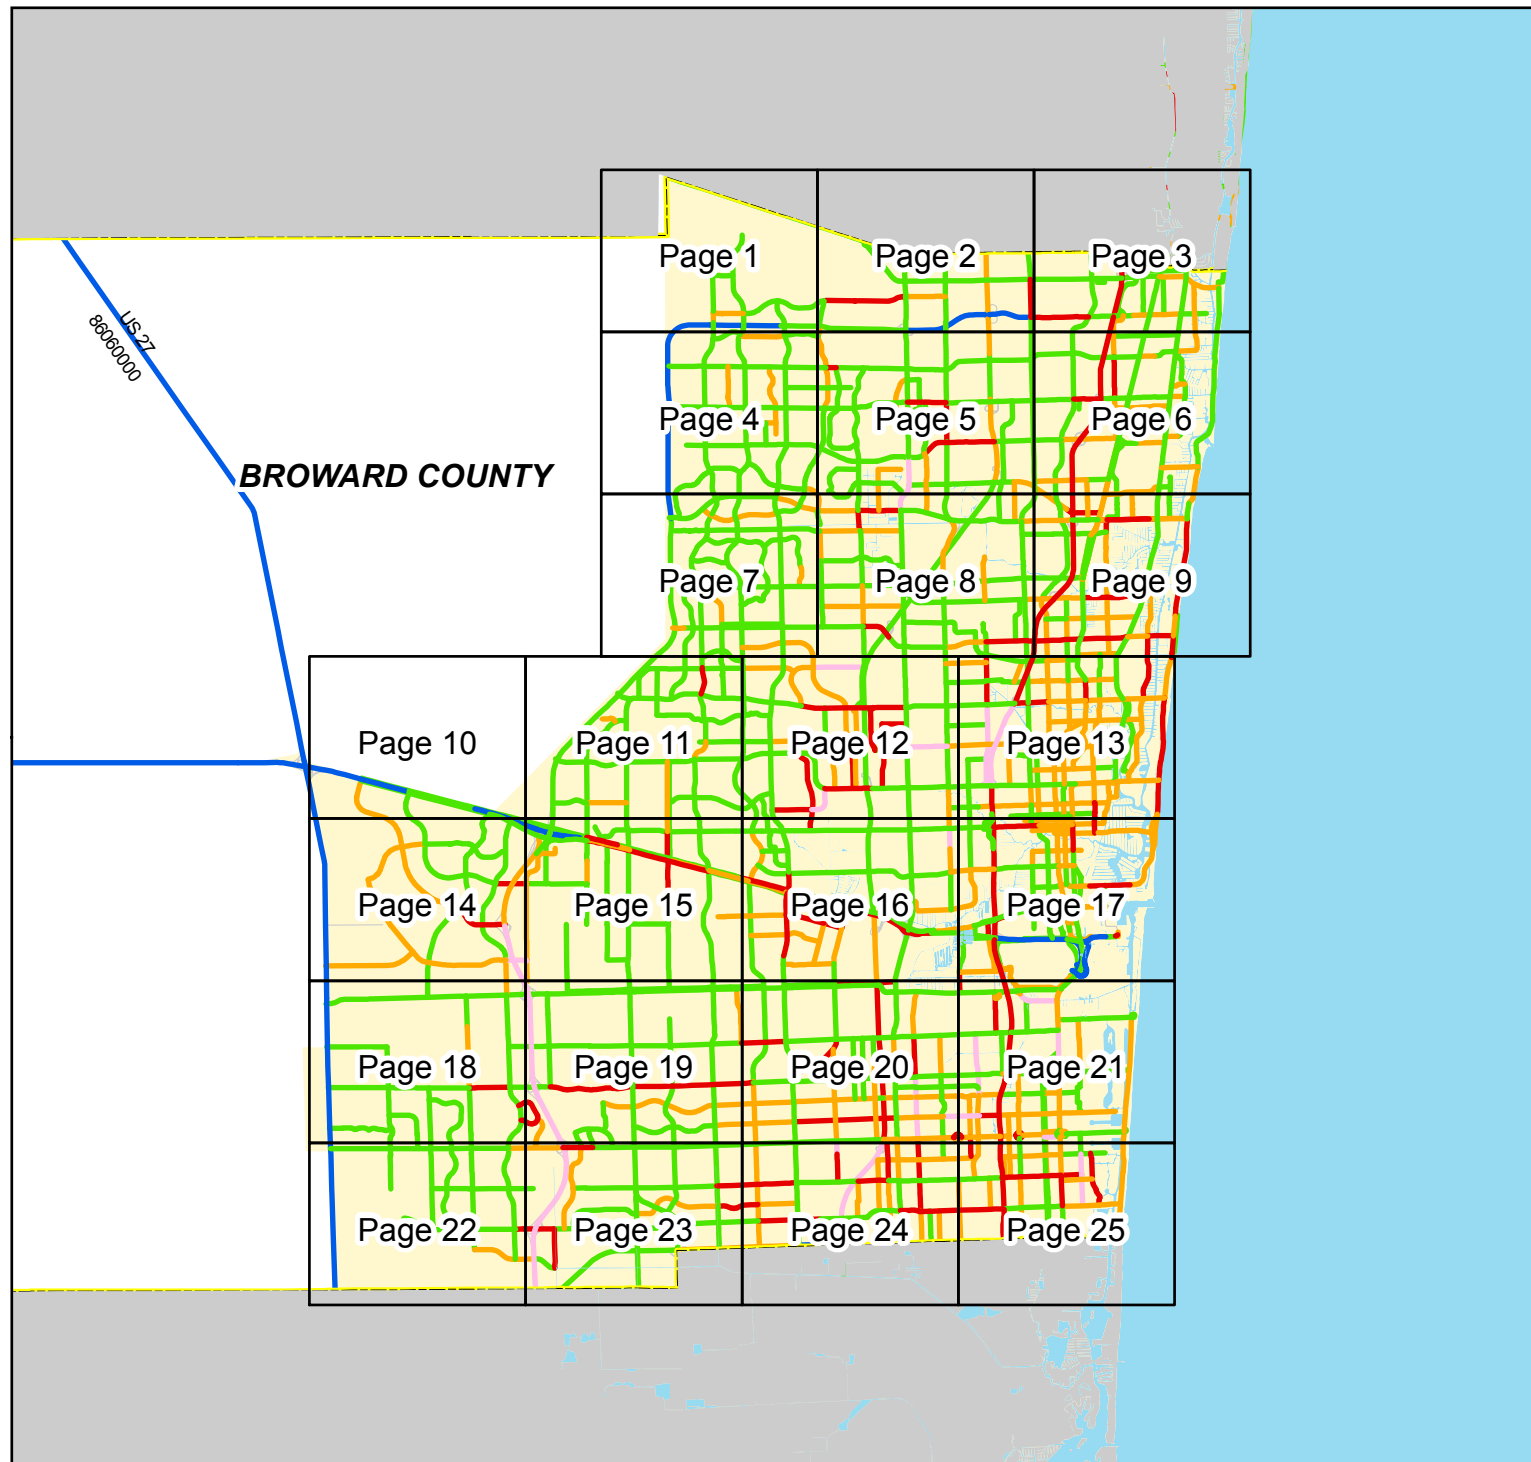 Page 1
Page 2
Page 3
US 27
86060000
Page 4
Page 5
Page 6
BROWARD COUNTY
Page 7
Page 8
Page 9
Page 10
Page 11
Page 12
Page 13
Page 14
Page 15
Page 16
Page 17
Page 18
Page 19
Page 20
Page 21
Page 22
Page 23
Page 24
Page 25